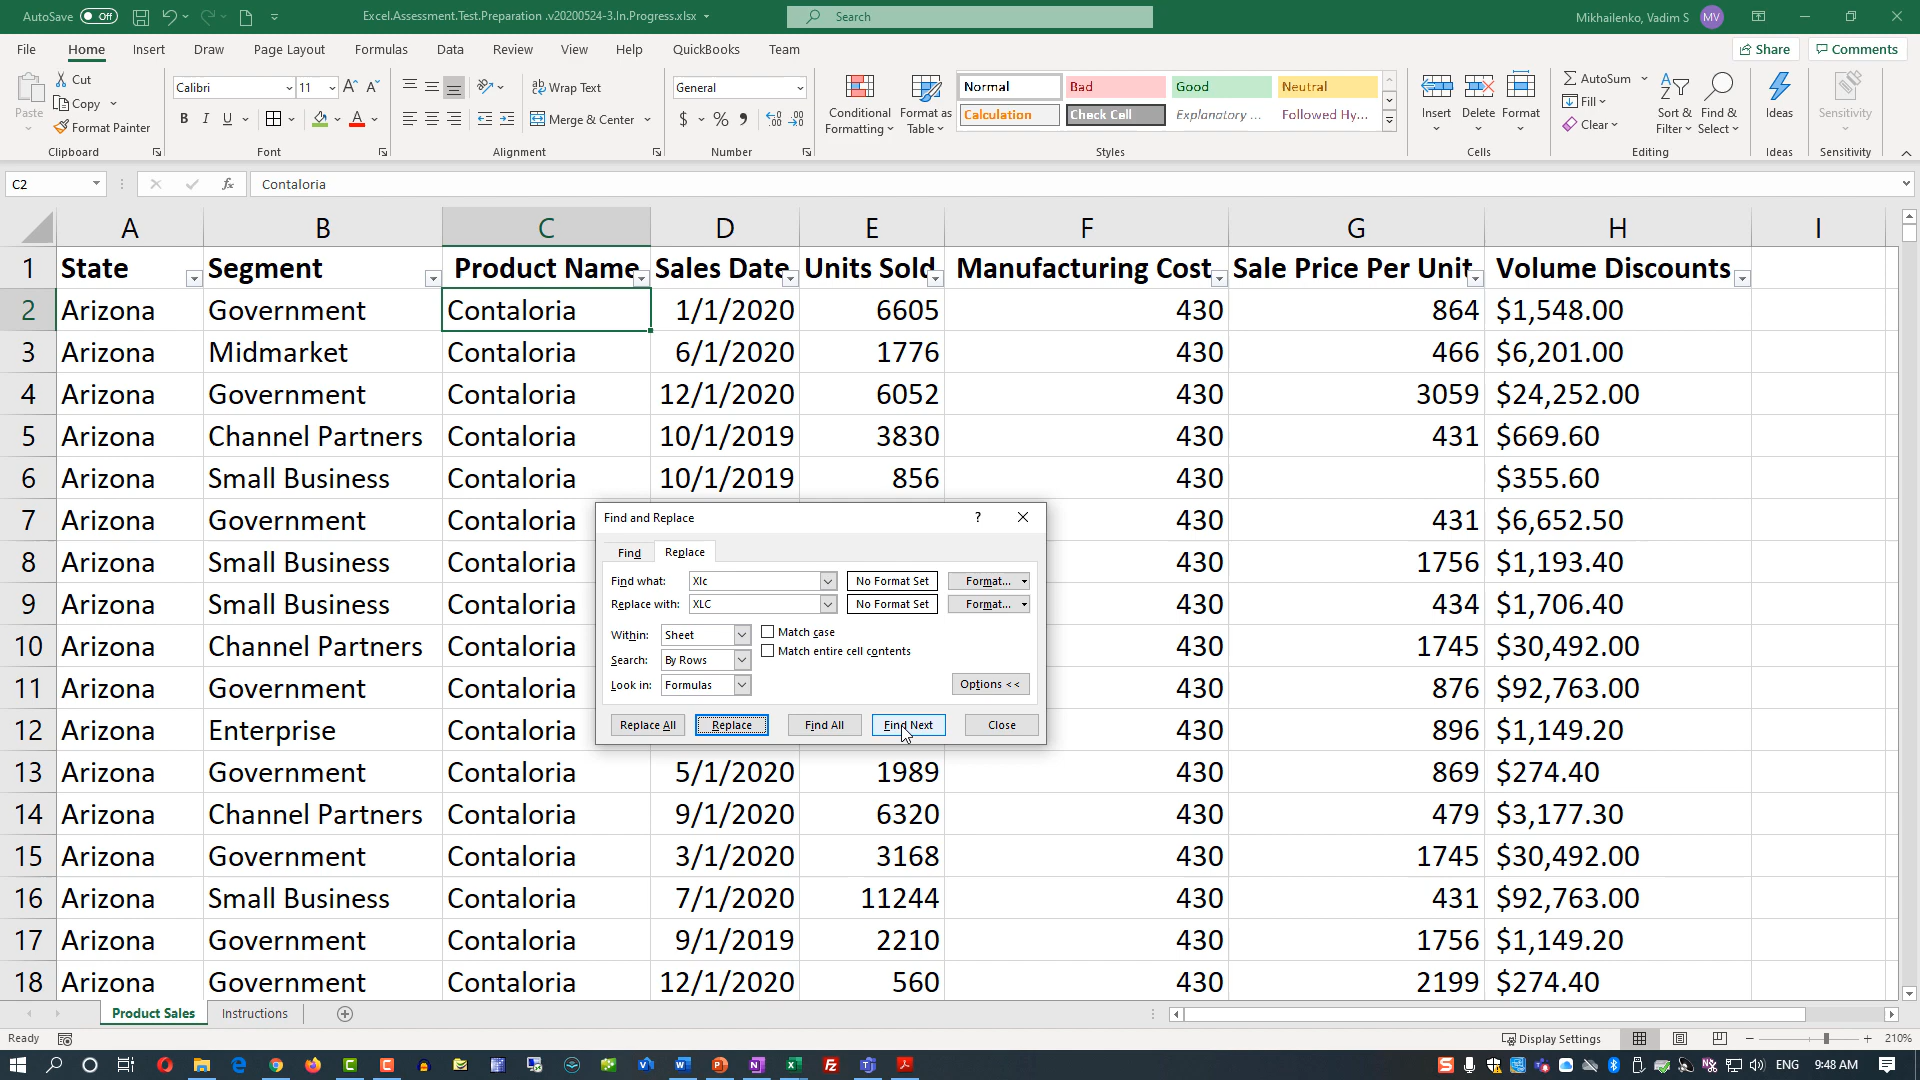 AutoSave Off Excel.Assessment.Test.Preparation .v20200524-3.In.Progress.xlsx Search Mikhailenko, Vadim S MV
File Home Insert Draw Page Layout Formulas Data Review View Help QuickBooks Team Share Comments
Paste Cut Copy Format Painter Clipboard
Calibri 11 B I U Font
Wrap Text Merge & Center Alignment
General $ % Number
Conditional Formatting Format as Table
Normal Bad Good Neutral
Calculation Check Cell Explanatory ... Followed Hy...
Styles
Insert Delete Format Cells
AutoSum Fill Clear Sort & Filter Find & Select Editing
Ideas Ideas Sensitivity Sensitivity
C2 fx Contaloria
A B C D E F G H I
1 State Segment Product Name Sales Date Units Sold Manufacturing Cost Sale Price Per Unit Volume Discounts
2 Arizona Government Contaloria 1/1/2020 6605 430 864 $1,548.00
3 Arizona Midmarket Contaloria 6/1/2020 1776 430 466 $6,201.00
4 Arizona Government Contaloria 12/1/2020 6052 430 3059 $24,252.00
5 Arizona Channel Partners Contaloria 10/1/2019 3830 430 431 $669.60
6 Arizona Small Business Contaloria 10/1/2019 856 430 $355.60
7 Arizona Government Contaloria 430 431 $6,652.50
8 Arizona Small Business Contaloria 430 1756 $1,193.40
9 Arizona Small Business Contaloria 430 434 $1,706.40
10 Arizona Channel Partners Contaloria 430 1745 $30,492.00
11 Arizona Government Contaloria 430 876 $92,763.00
12 Arizona Enterprise Contaloria 430 896 $1,149.20
13 Arizona Government Contaloria 5/1/2020 1989 430 869 $274.40
14 Arizona Channel Partners Contaloria 9/1/2020 6320 430 479 $3,177.30
15 Arizona Government Contaloria 3/1/2020 3168 430 1745 $30,492.00
16 Arizona Small Business Contaloria 7/1/2020 11244 430 431 $92,763.00
17 Arizona Government Contaloria 9/1/2019 2210 430 1756 $1,149.20
18 Arizona Government Contaloria 12/1/2020 560 430 2199 $274.40
Find and Replace ?
Find Replace
Find what: Xlc No Format Set Format...
Replace with: XLC No Format Set Format...
Within: Sheet Match case
Match entire cell contents
Search: By Rows
Look in: Formulas Options <<
Replace All Replace Find All Find Next Close
Product Sales Instructions
Ready Display Settings 210%
ENG 9:48 AM